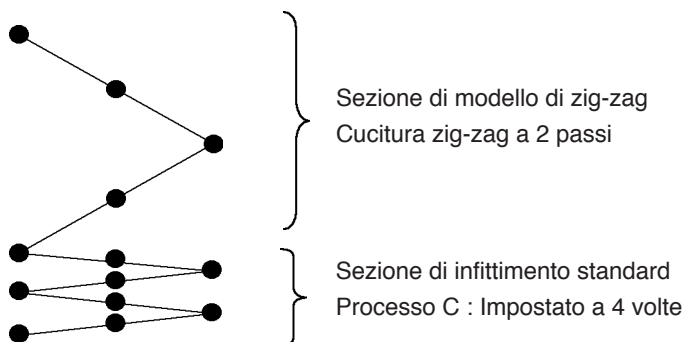 Sezione di modello di zig-zag
Cucitura zig-zag a 2 passi
Sezione di infittimento standard
Processo C : Impostato a 4 volte